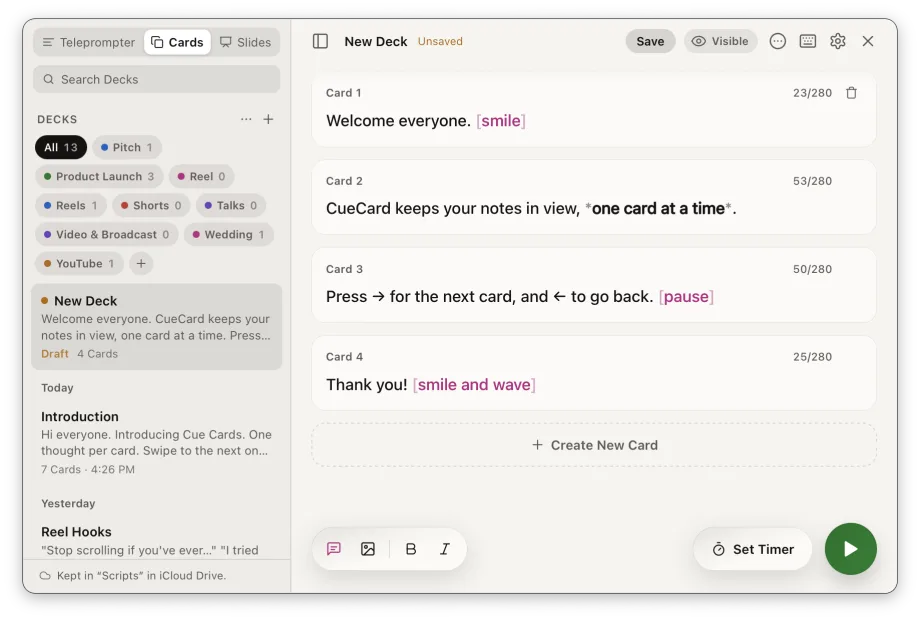 Teleprompter
Cards
Slides
Search Decks
DECKS
All 13
Pitch 1
Product Launch 3
Reel 0
Reels 1
Shorts 0
Talks 0
Video & Broadcast 0
Wedding 1
YouTube 1
New Deck
Welcome everyone. CueCard keeps your
notes in view, one card at a time. Press...
Draft 4 Cards
Today
Introduction
Hi everyone. Introducing Cue Cards. One
thought per card. Swipe to the next on...
7 Cards · 4:26 PM
Yesterday
Reel Hooks
"Stop scrolling if you've ever..." "I tried
Kept in “Scripts” in iCloud Drive.
New Deck Unsaved
Save
Visible
Card 1
23/280
Welcome everyone. [smile]
Card 2
53/280
CueCard keeps your notes in view, *one card at a time*.
Card 3
50/280
Press → for the next card, and ← to go back. [pause]
Card 4
25/280
Thank you! [smile and wave]
+ Create New Card
B
I
Set Timer